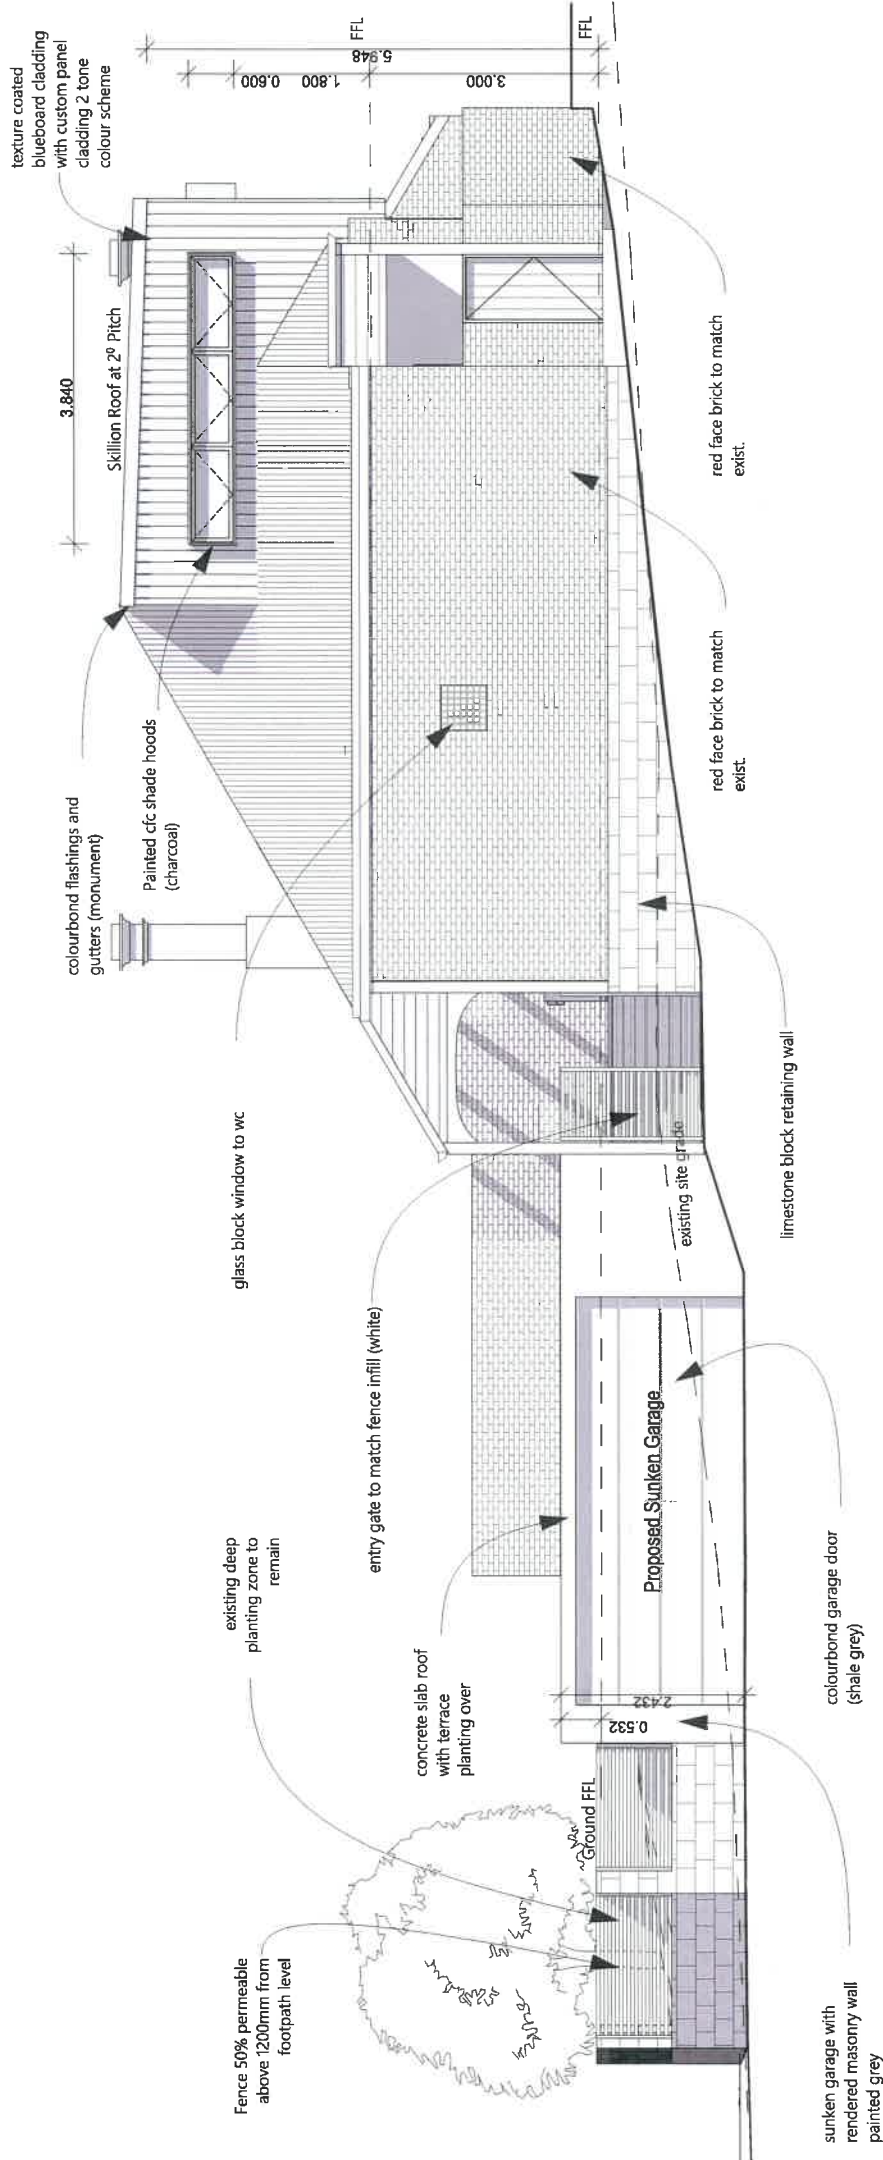 Fence 50% permeable
above 1200mm from
footpath level
existing deep
planting zone to
remain
concrete slab roof
with terrace
planting over
entry gate to match fence infill (white)
glass block window to wc
colourbond flashings and
gutters (monument)
Painted cfc shade hoods
(charcoal)
3.840
Skillion Roof at 2º Pitch
texture coated
blueboard cladding
with custom panel
cladding 2 tone
colour scheme
0.600
1.800
3.000
5.948
FFL
FFL
Ground FFL
0.532
2.432
Proposed Sunken Garage
existing site grade
sunken garage with
rendered masonry wall
painted grey
colourbond garage door
(shale grey)
limestone block retaining wall
red face brick to match
exist.
red face brick to match
exist.